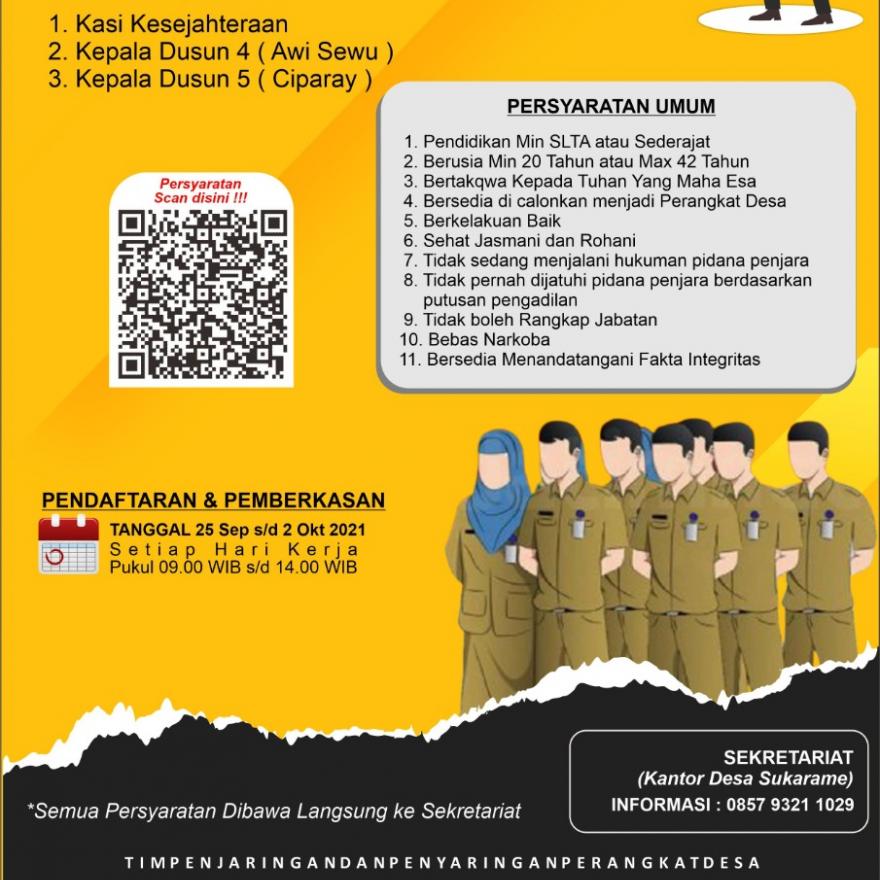 1. Kasi Kesejahteraan
2. Kepala Dusun 4 ( Awi Sewu )
3. Kepala Dusun 5 ( Ciparay )
PERSYARATAN UMUM
1. Pendidikan Min SLTA atau Sederajat
2. Berusia Min 20 Tahun atau Max 42 Tahun
3. Bertakqwa Kepada Tuhan Yang Maha Esa
4. Bersedia di calonkan menjadi Perangkat Desa
5. Berkelakuan Baik
6. Sehat Jasmani dan Rohani
7. Tidak sedang menjalani hukuman pidana penjara
8. Tidak pernah dijatuhi pidana penjara berdasarkan
putusan pengadilan
9. Tidak boleh Rangkap Jabatan
10. Bebas Narkoba
11. Bersedia Menandatangani Fakta Integritas
Persyaratan
Scan disini !!!
PENDAFTARAN & PEMBERKASAN
TANGGAL 25 Sep s/d 2 Okt 2021
Setiap Hari Kerja
Pukul 09.00 WIB s/d 14.00 WIB
SEKRETARIAT
(Kantor Desa Sukarame)
INFORMASI : 0857 9321 1029
*Semua Persyaratan Dibawa Langsung ke Sekretariat
TIMPENJARINGANDANPENYARINGANPERANGKATDESA